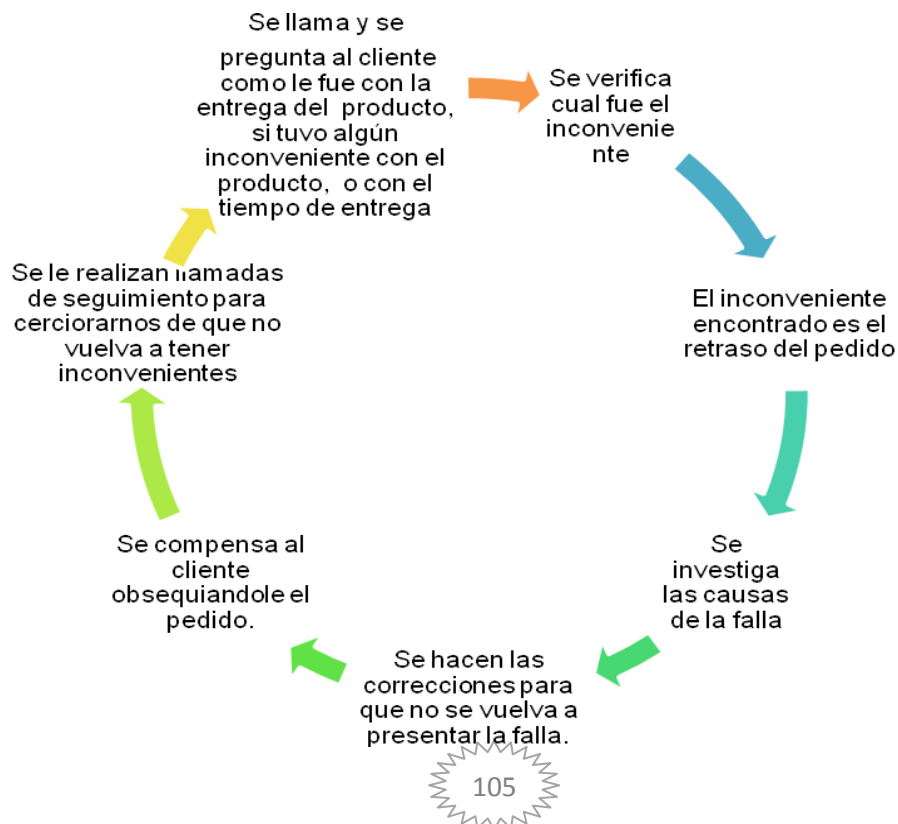 Se llama y se
pregunta al cliente
como le fue con la
entrega del producto,
si tuvo algún
inconveniente con el
producto, o con el
tiempo de entrega
Se verifica
cual fue el
inconvenie
nte
El inconveniente
encontrado es el
retraso del pedido
Se
investiga
las causas
de la falla
Se hacen las
correcciones para
que no se vuelva a
presentar la falla.
Se compensa al
cliente
obsequiandole el
pedido.
Se le realizan llamadas
de seguimiento para
cerciorarnos de que no
vuelva a tener
inconvenientes
105